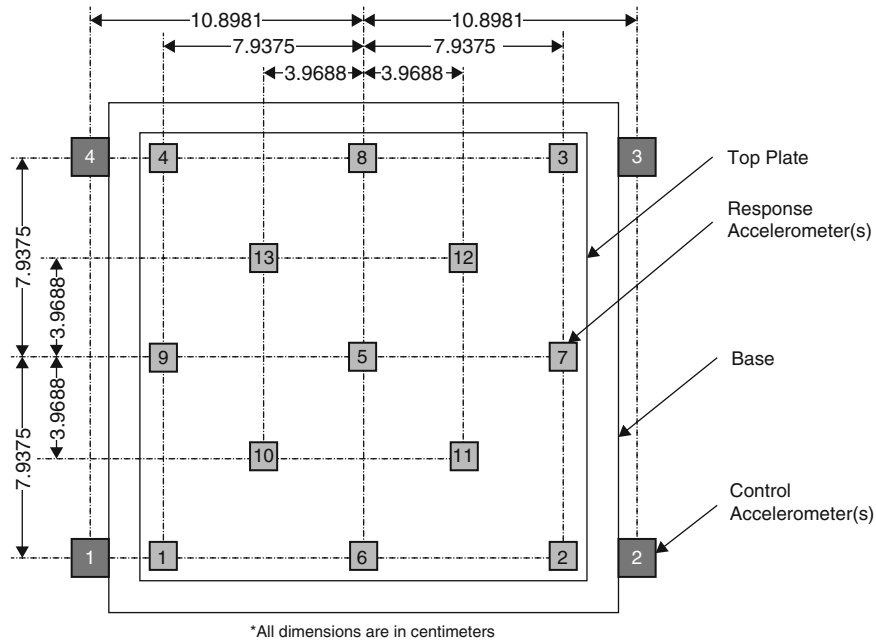 10.8981 10.8981
7.9375 7.9375
3.9688 3.9688
4 4 8 3 3
Top Plate
Response
Accelerometer(s)
7.9375
3.9688
13 12
9 5 7
Base
7.9375
3.9688
10 11
Control
Accelerometer(s)
1 1 6 2 2
*All dimensions are in centimeters